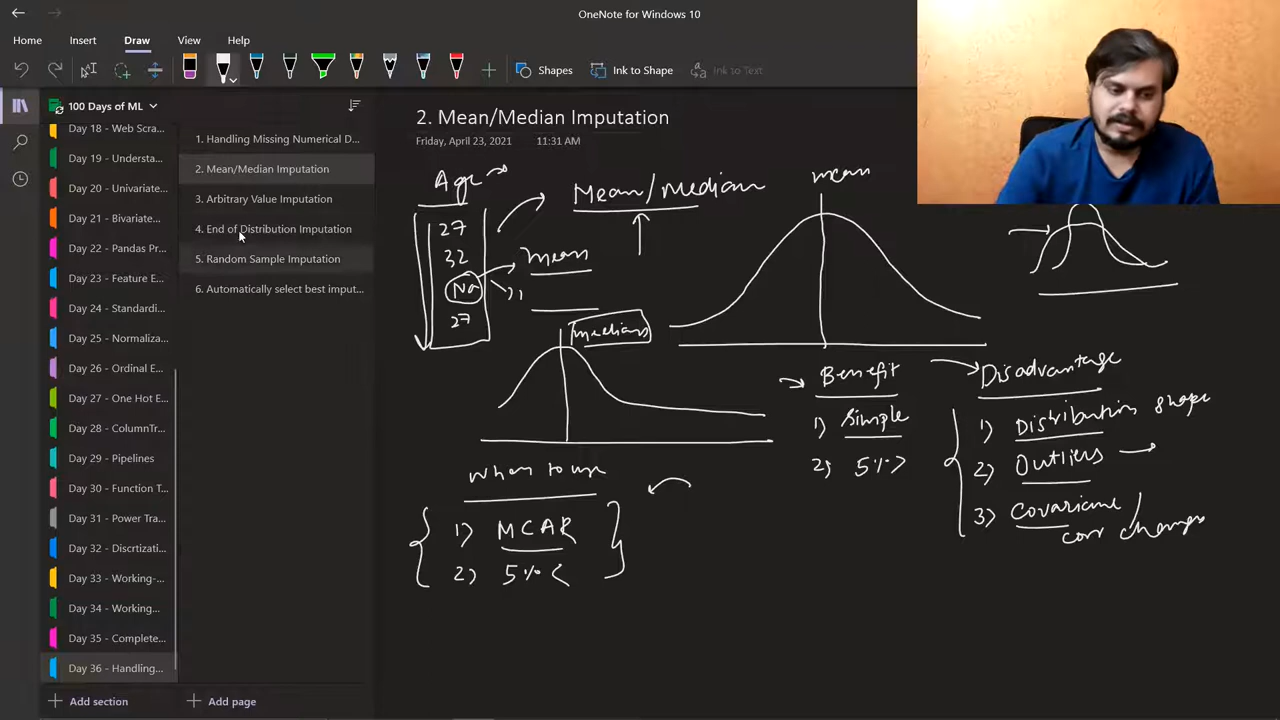 OneNote for Windows 10
Home Insert Draw View Help
Shapes Ink to Shape Ink to Text
100 Days of ML
Day 18 - Web Scra...
Day 19 - Understa...
Day 20 - Univariate...
Day 21 - Bivariate...
Day 22 - Pandas Pr...
Day 23 - Feature E...
Day 24 - Standardi...
Day 25 - Normaliza...
Day 26 - Ordinal E...
Day 27 - One Hot E...
Day 28 - ColumnTr...
Day 29 - Pipelines
Day 30 - Function T...
Day 31 - Power Tra...
Day 32 - Discrtizati...
Day 33 - Working-...
Day 34 - Working...
Day 35 - Complete...
Day 36 - Handling...
Add section
1. Handling Missing Numerical D...
2. Mean/Median Imputation
3. Arbitrary Value Imputation
4. End of Distribution Imputation
5. Random Sample Imputation
6. Automatically select best imput...
Add page
2. Mean/Median Imputation
Friday, April 23, 2021 11:31 AM
Age
27
32
Na
27
Mean/Median
mean
median
mean
When to use
1) MCAR
2) 5% <
Benefit
1) Simple
2) 5% >
Disadvantage
1) Distribution shape
2) Outliers
3) Covariance/
corr changes